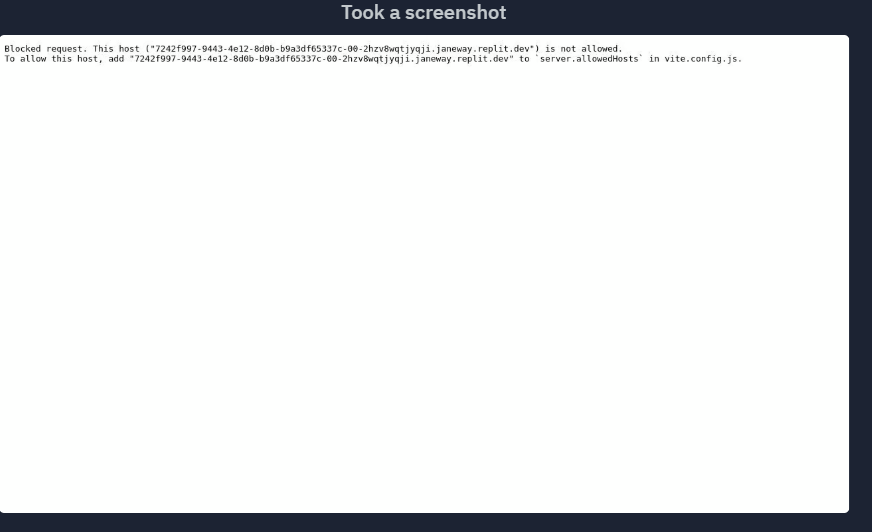 Took a screenshot
Blocked request. This host ("7242f997-9443-4e12-8d0b-b9a3df65337c-00-2hzv8wqtjyqji.janeway.replit.dev") is not allowed.
To allow this host, add "7242f997-9443-4e12-8d0b-b9a3df65337c-00-2hzv8wqtjyqji.janeway.replit.dev" to `server.allowedHosts` in vite.config.js.